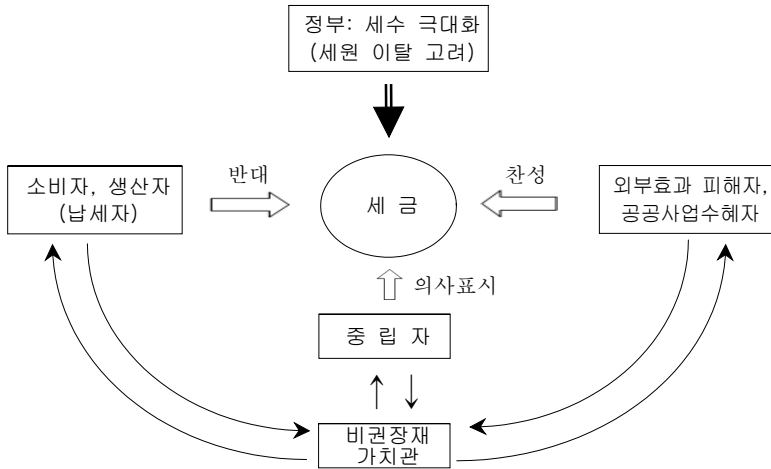 정부: 세수 극대화
(세원 이탈 고려)
소비자, 생산자
(납세자)
반대
세 금
찬성
외부효과 피해자,
공공사업수혜자
의사표시
중 립 자
비권장재
가치관